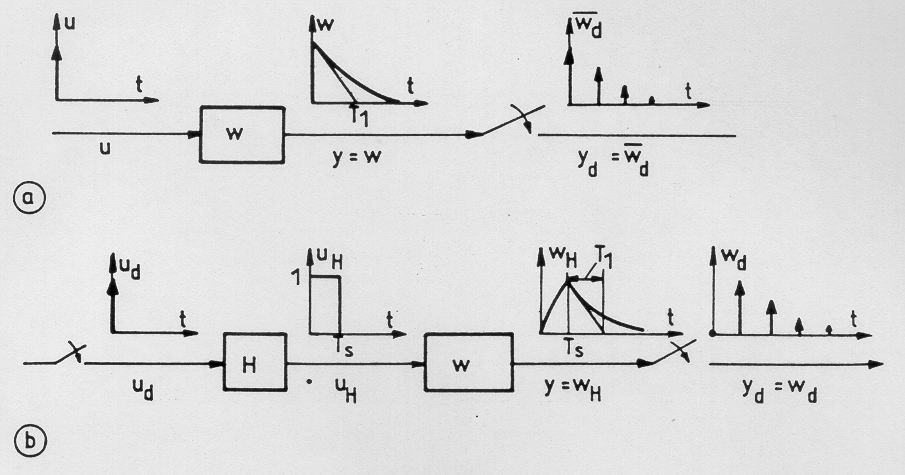 u
t
w
t
T1
w̅d
t
w
u
y = w
yd = w̅d
a
ud
t
1
uH
t
Ts
wH
T1
t
Ts
wd
t
H
w
ud
uH
y = wH
yd = wd
b